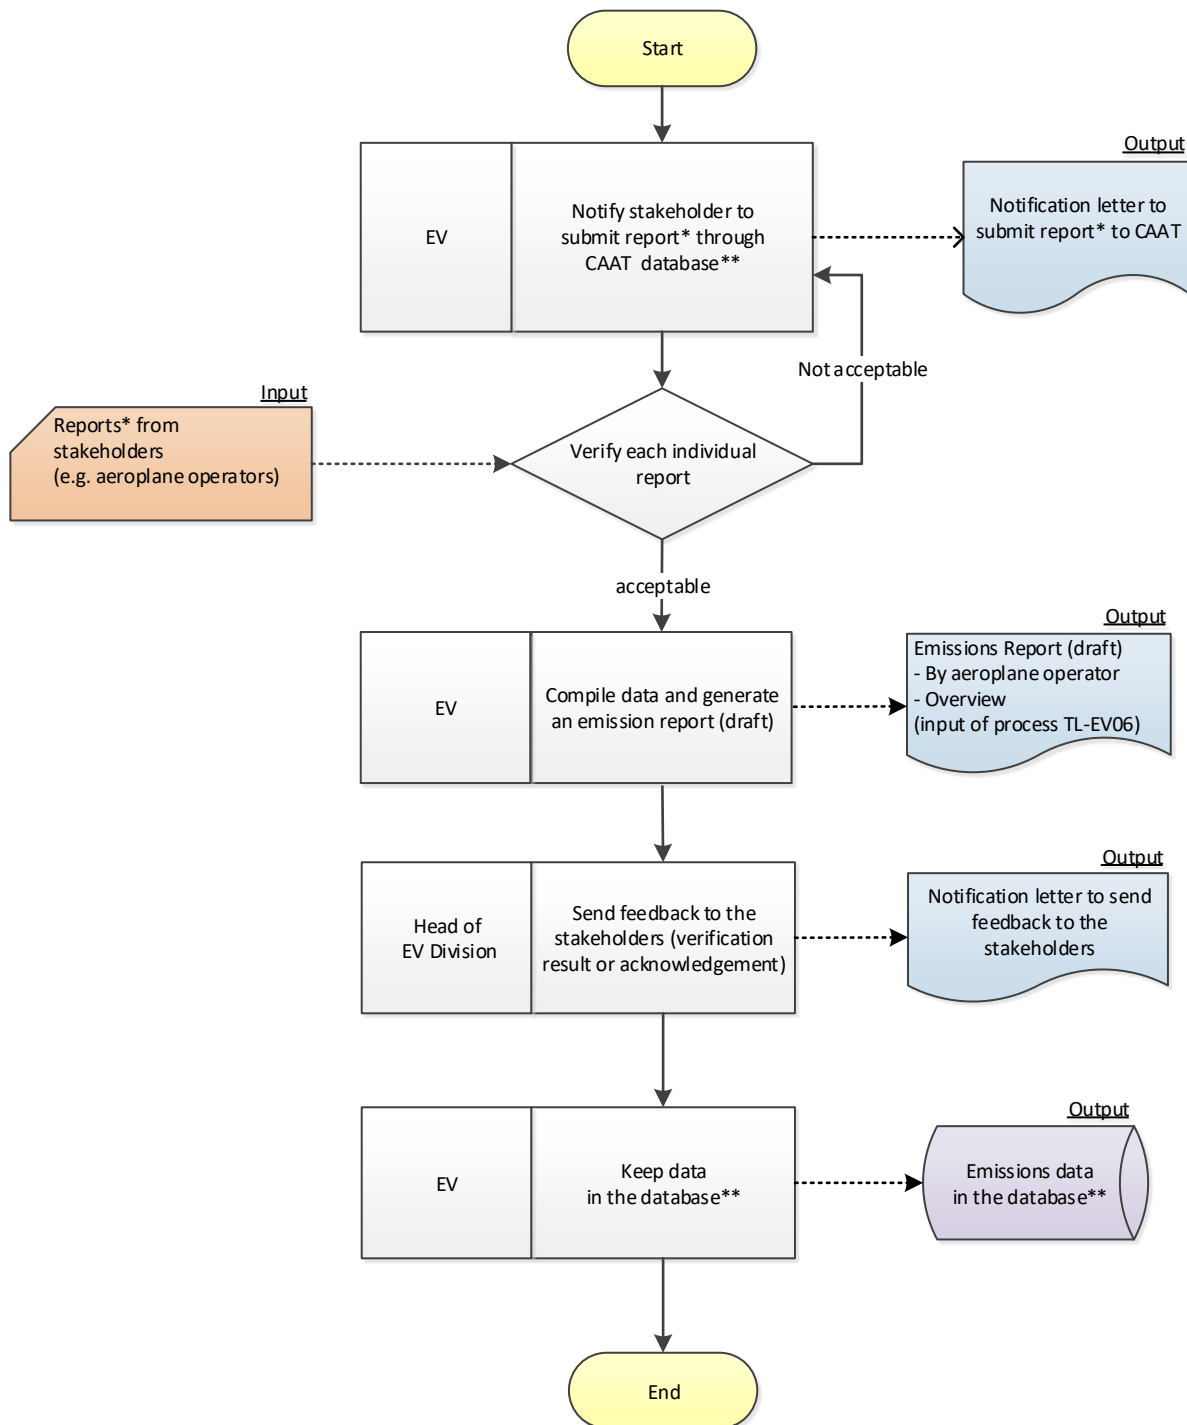 Start
Output
EV
Notify stakeholder to
submit report* through
CAAT database**
Notification letter to
submit report* to CAAT
Not acceptable
Input
Reports* from
stakeholders
(e.g. aeroplane operators)
Verify each individual
report
acceptable
Output
EV
Compile data and generate
an emission report (draft)
Emissions Report (draft)
- By aeroplane operator
- Overview
(input of process TL-EV06)
Output
Head of
EV Division
Send feedback to the
stakeholders (verification
result or acknowledgement)
Notification letter to send
feedback to the
stakeholders
Output
EV
Keep data
in the database**
Emissions data
in the database**
End